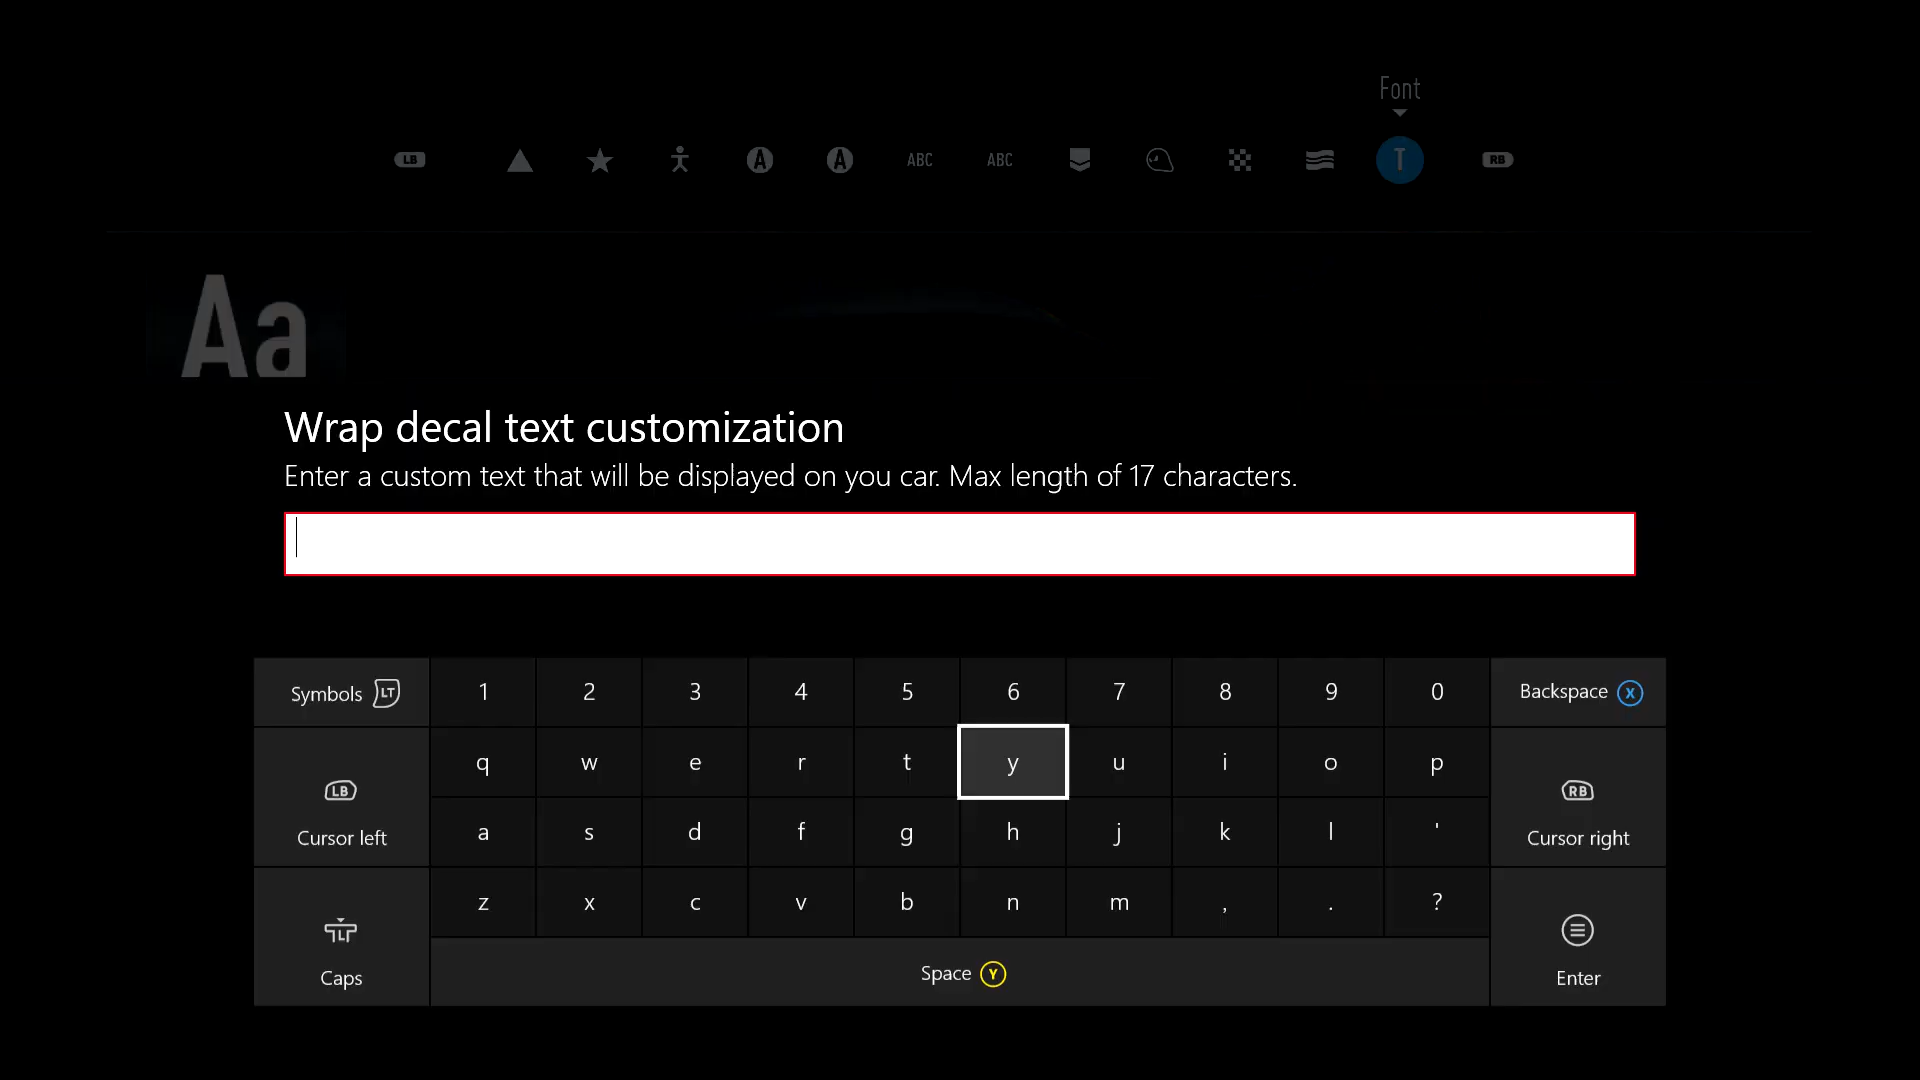 Font
LB A A ABC ABC T RB
Aa
Wrap decal text customization
Enter a custom text that will be displayed on you car. Max length of 17 characters.
Symbols LT 1 2 3 4 5 6 7 8 9 0 Backspace X
q w e r t y u i o p
LB RB
Cursor left a s d f g h j k l ' Cursor right
z x c v b n m , . ?
L
Caps Space Y Enter